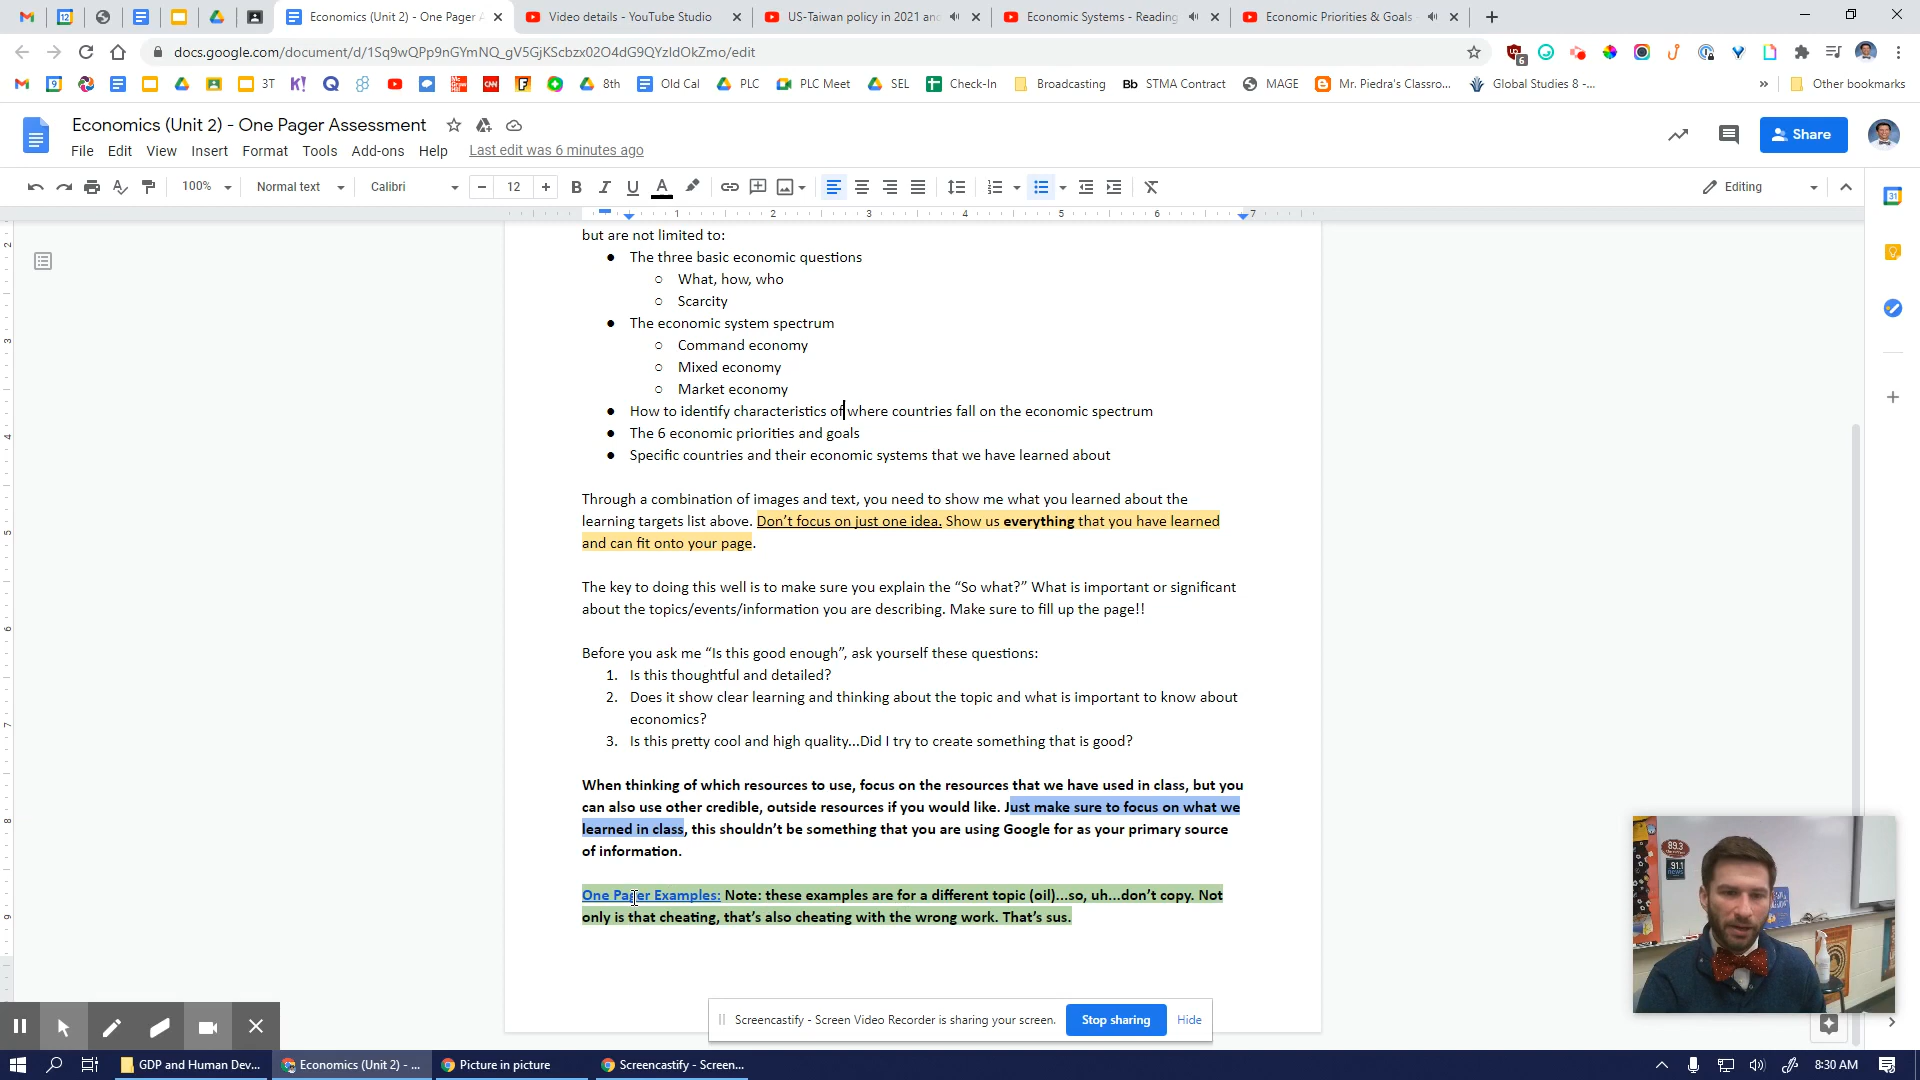 Economics (Unit 2) - One Pager A
Video details - YouTube Studio
US-Taiwan policy in 2021 and
Economic Systems - Reading
Economic Priorities & Goals
docs.google.com/document/d/1Sq9wQPp9nGYmNQ_gV5GjKScbzx02O4dG9QYzIdOkZmo/edit
6
3T
8th
Old Cal
PLC
PLC Meet
SEL
Check-In
Broadcasting
Bb STMA Contract
MAGE
Mr. Piedra's Classro...
Global Studies 8 -...
Other bookmarks
Economics (Unit 2) - One Pager Assessment
File Edit View Insert Format Tools Add-ons Help Last edit was 6 minutes ago
Share
100% Normal text Calibri 12 B I U A Editing
1 2 3 4 5 6 7
but are not limited to:
● The three basic economic questions
○ What, how, who
○ Scarcity
● The economic system spectrum
○ Command economy
○ Mixed economy
○ Market economy
● How to identify characteristics of where countries fall on the economic spectrum
● The 6 economic priorities and goals
● Specific countries and their economic systems that we have learned about
Through a combination of images and text, you need to show me what you learned about the
learning targets list above. Don't focus on just one idea. Show us everything that you have learned
and can fit onto your page.
The key to doing this well is to make sure you explain the “So what?” What is important or significant
about the topics/events/information you are describing. Make sure to fill up the page!!
Before you ask me “Is this good enough”, ask yourself these questions:
1. Is this thoughtful and detailed?
2. Does it show clear learning and thinking about the topic and what is important to know about
economics?
3. Is this pretty cool and high quality...Did I try to create something that is good?
When thinking of which resources to use, focus on the resources that we have used in class, but you
can also use other credible, outside resources if you would like. Just make sure to focus on what we
learned in class, this shouldn't be something that you are using Google for as your primary source
of information.
One Pager Examples: Note: these examples are for a different topic (oil)...so, uh...don't copy. Not
only is that cheating, that's also cheating with the wrong work. That's sus.
89.3
91.1
Screencastify - Screen Video Recorder is sharing your screen. Stop sharing Hide
GDP and Human Dev...
Economics (Unit 2) - ...
Picture in picture
Screencastify - Screen...
8:30 AM